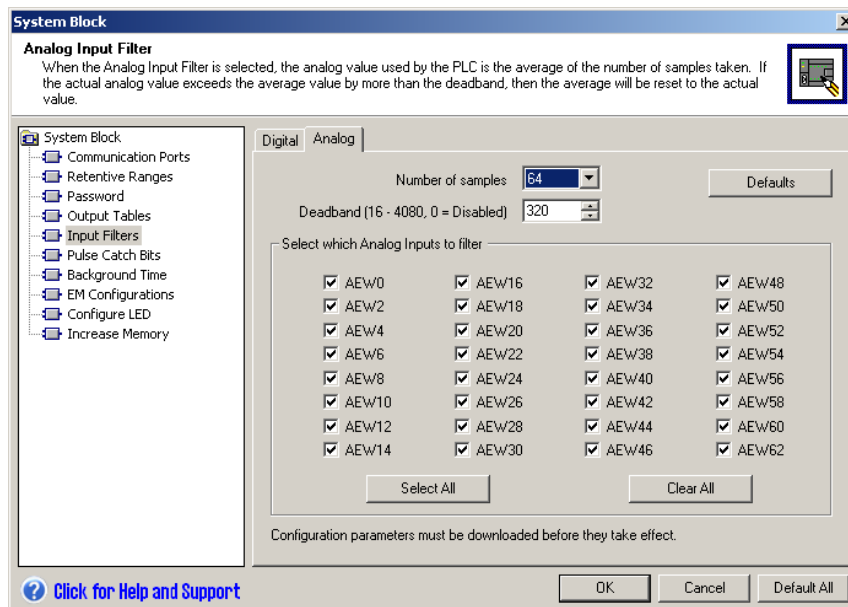 System Block
Analog Input Filter
When the Analog Input Filter is selected, the analog value used by the PLC is the average of the number of samples taken. If
the actual analog value exceeds the average value by more than the deadband, then the average will be reset to the actual
value.
System Block
Communication Ports
Retentive Ranges
Password
Output Tables
Input Filters
Pulse Catch Bits
Background Time
EM Configurations
Configure LED
Increase Memory
Digital Analog
Number of samples 64 Defaults
Deadband (16 - 4080, 0 = Disabled) 320
Select which Analog Inputs to filter
AEW0 AEW16 AEW32 AEW48
AEW2 AEW18 AEW34 AEW50
AEW4 AEW20 AEW36 AEW52
AEW6 AEW22 AEW38 AEW54
AEW8 AEW24 AEW40 AEW56
AEW10 AEW26 AEW42 AEW58
AEW12 AEW28 AEW44 AEW60
AEW14 AEW30 AEW46 AEW62
Select All Clear All
Configuration parameters must be downloaded before they take effect.
Click for Help and Support
OK Cancel Default All